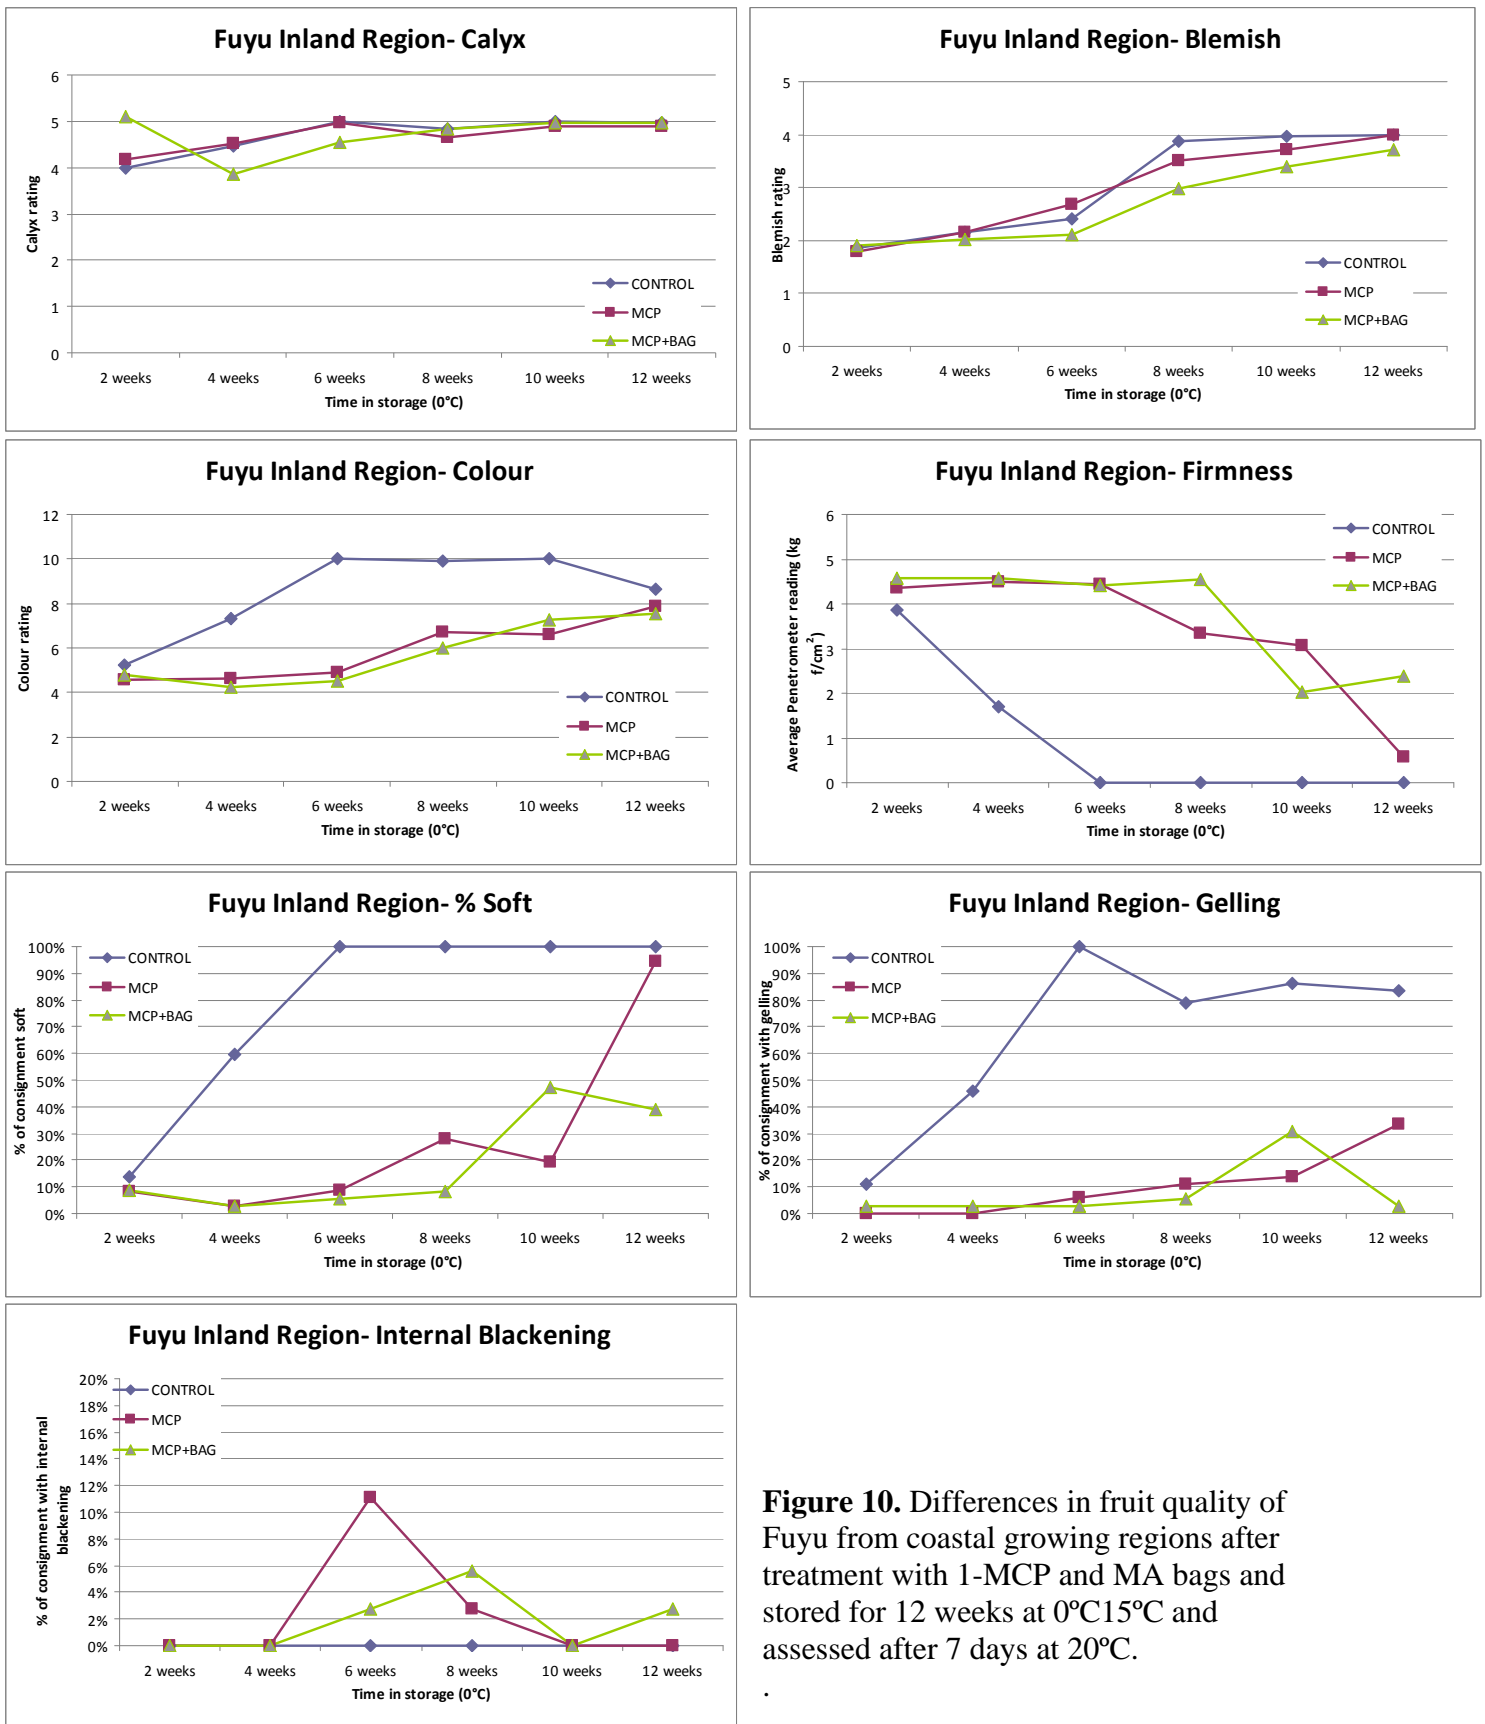 Fuyu Inland Region- Calyx
6
5
4
3
2
1
0
Calyx rating
CONTROL
MCP
MCP+BAG
2 weeks 4 weeks 6 weeks 8 weeks 10 weeks 12 weeks
Time in storage (0°C)
Fuyu Inland Region- Blemish
5
4
3
2
1
0
Blemish rating
CONTROL
MCP
MCP+BAG
2 weeks 4 weeks 6 weeks 8 weeks 10 weeks 12 weeks
Time in storage (0°C)
Fuyu Inland Region- Colour
12
10
8
6
4
2
0
Colour rating
CONTROL
MCP
MCP+BAG
2 weeks 4 weeks 6 weeks 8 weeks 10 weeks 12 weeks
Time in storage (0°C)
Fuyu Inland Region- Firmness
6
5
4
3
2
1
0
Average Penetrometer reading (kg
f/cm²)
CONTROL
MCP
MCP+BAG
2 weeks 4 weeks 6 weeks 8 weeks 10 weeks 12 weeks
Time in storage (0°C)
Fuyu Inland Region- % Soft
100%
90%
80%
70%
60%
50%
40%
30%
20%
10%
0%
% of consignment soft
CONTROL
MCP
MCP+BAG
2 weeks 4 weeks 6 weeks 8 weeks 10 weeks 12 weeks
Time in storage (0°C)
Fuyu Inland Region- Gelling
100%
90%
80%
70%
60%
50%
40%
30%
20%
10%
0%
% of consignment with gelling
CONTROL
MCP
MCP+BAG
2 weeks 4 weeks 6 weeks 8 weeks 10 weeks 12 weeks
Time in storage (0°C)
Fuyu Inland Region- Internal Blackening
20%
18%
16%
14%
12%
10%
8%
6%
4%
2%
0%
% of consignment with internal
blackening
CONTROL
MCP
MCP+BAG
2 weeks 4 weeks 6 weeks 8 weeks 10 weeks 12 weeks
Time in storage (0°C)
Figure 10. Differences in fruit quality of
Fuyu from coastal growing regions after
treatment with 1-MCP and MA bags and
stored for 12 weeks at 0ºC15ºC and
assessed after 7 days at 20ºC.
.